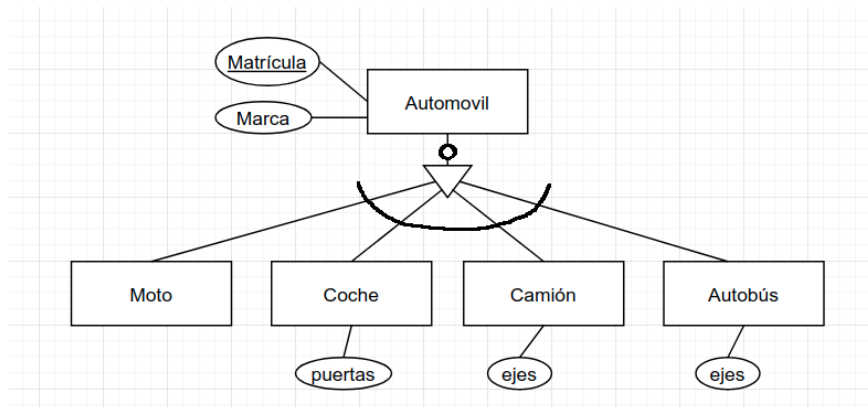 Matrícula
Automovil
Marca
Moto
Coche
Camión
Autobús
puertas
ejes
ejes